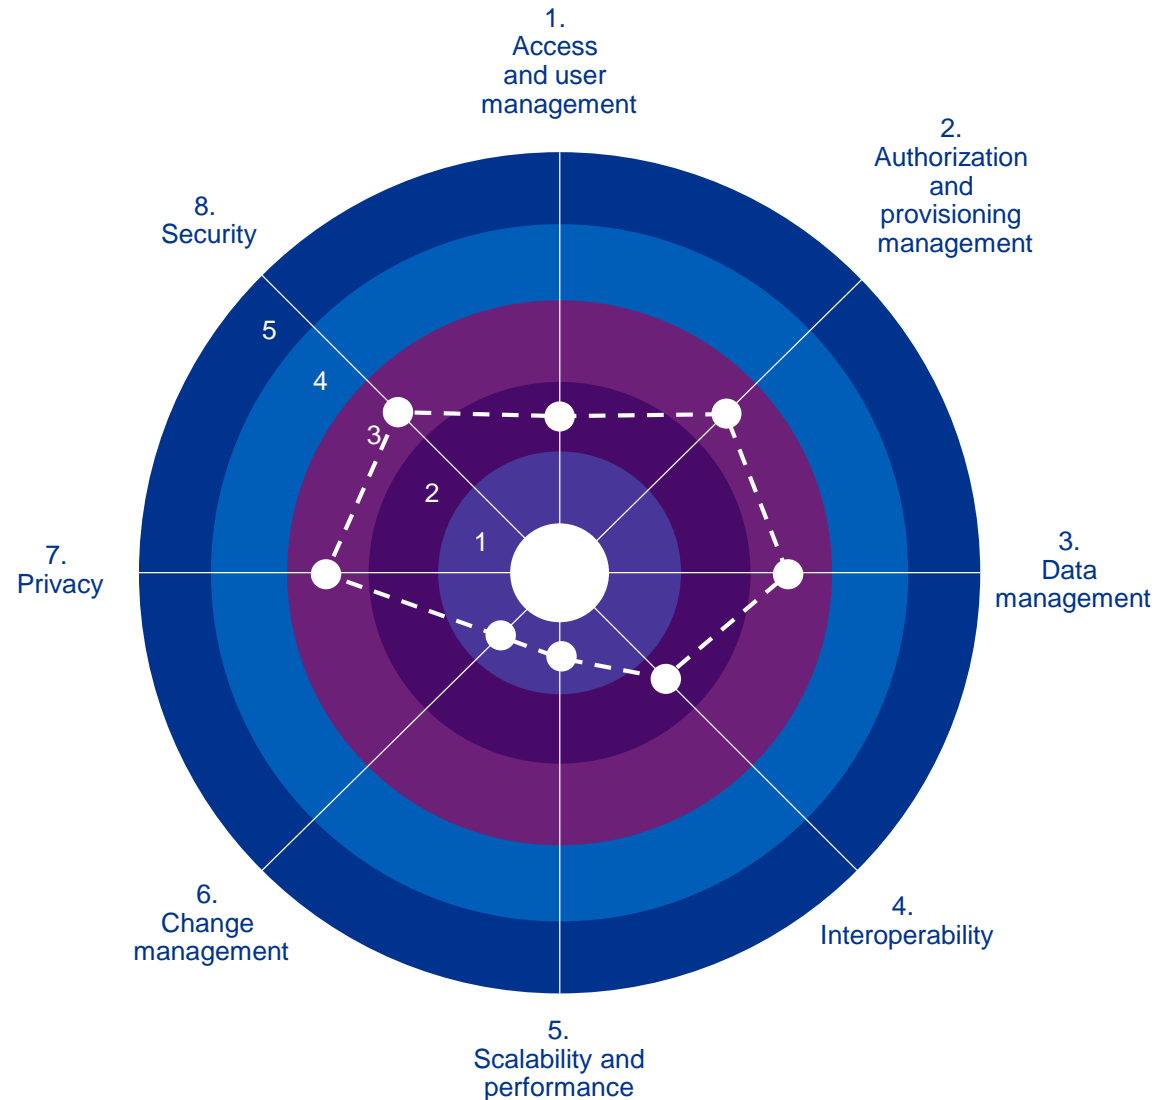 1.
Access
and user
management
2.
Authorization
and
provisioning
management
3.
Data
management
4.
Interoperability
5.
Scalability and
performance
6.
Change
management
7.
Privacy
8.
Security
5
4
3
2
1